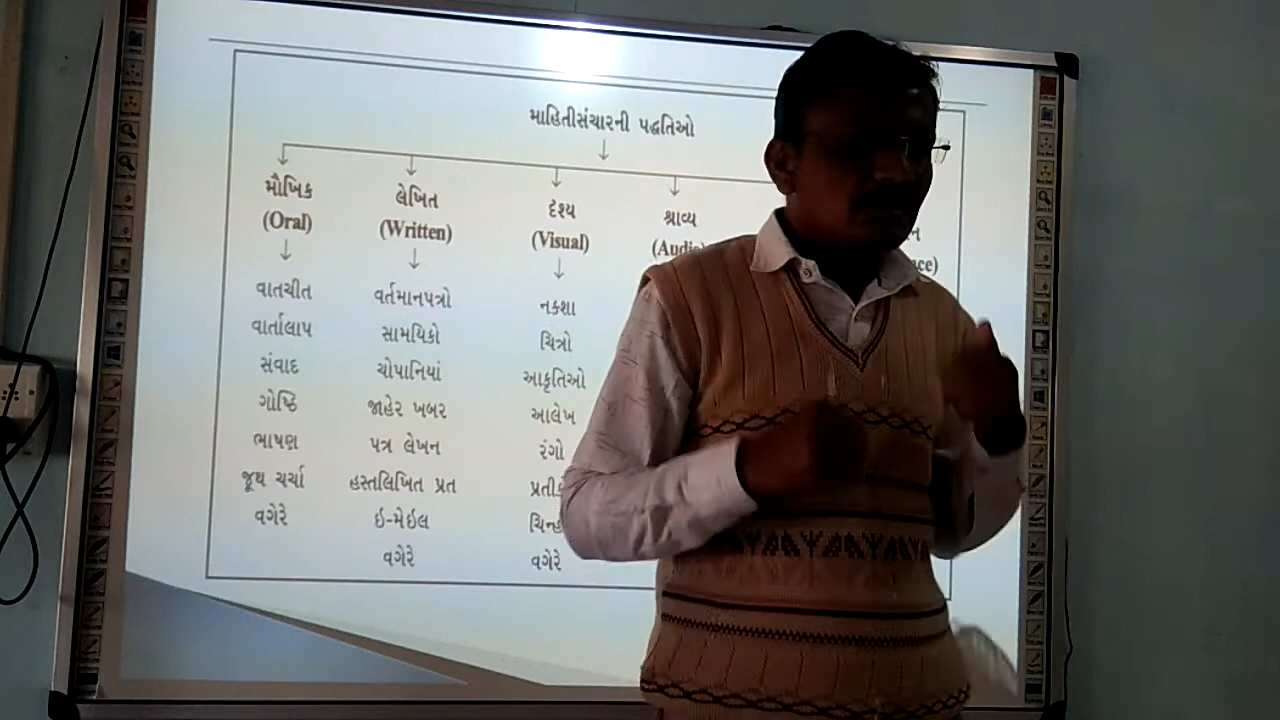 માહિતીસંચારની પદ્ધતિઓ
મૌખિક લેખિત દૃશ્ય શ્રાવ્ય
(Oral) (Written) (Visual)
વાતચીત વર્તમાનપત્રો નકશા
વાર્તાલાપ સામયિકો ચિત્રો
સંવાદ ચોપાનિયાં આકૃતિઓ
ગોષ્ઠિ જાહેર ખબર આલેખ
ભાષણ પત્ર લેખન રંગો
જૂથ ચર્ચા હસ્તલિખિત પ્રત
વગેરે ઇ-મેઇલ
વગેરે વગેરે